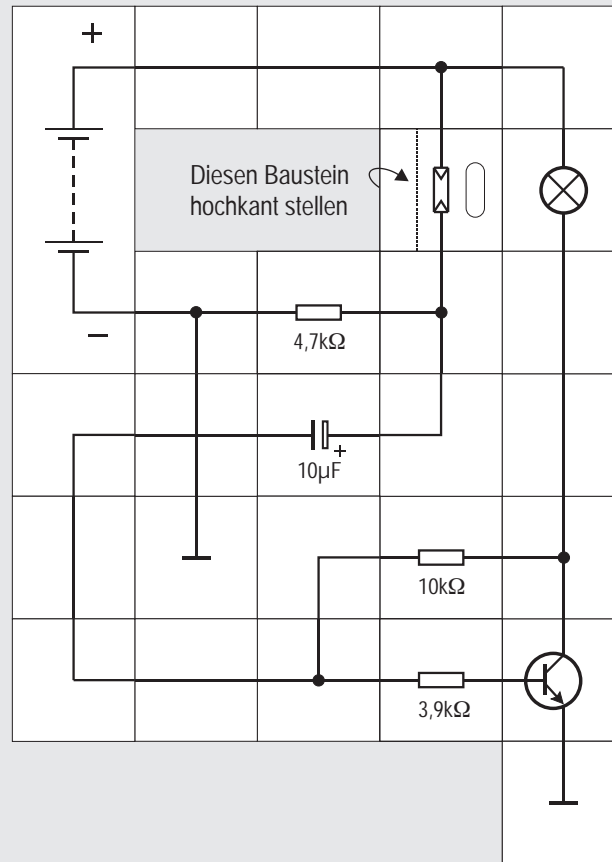 +
Diesen Baustein
hochkant stellen
−
4,7kΩ
+
10µF
10kΩ
3,9kΩ